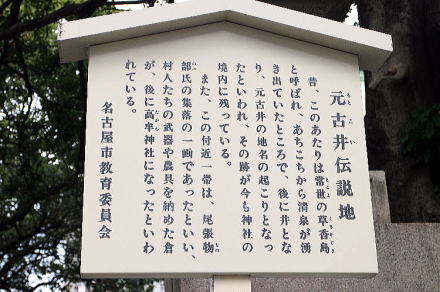 元古井伝説地
昔、このあたりは常世の草香島
と呼ばれ、あちこちから清泉が湧
き出ていたところで、後に井とな
り、元古井の地名の起こりとなっ
たといわれ、その跡が今も神社の
境内に残っている。
また、この付近一帯は、尾張物
部氏の集落の一画であったといい、
村人たちの武器や農具を納めた倉
が、後に高牟神社になったといわ
れている。
名古屋市教育委員会